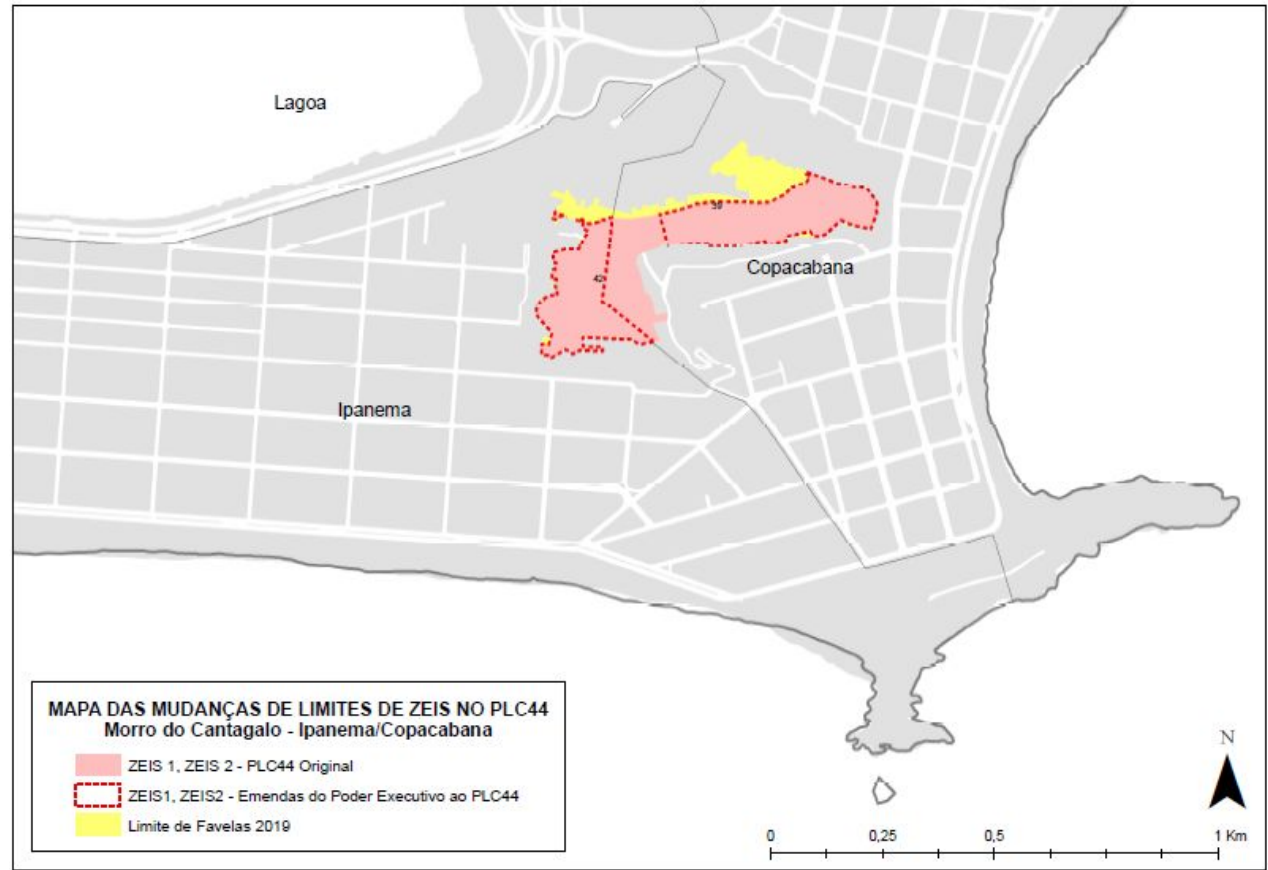 Lagoa
39
42
Copacabana
Ipanema
MAPA DAS MUDANÇAS DE LIMITES DE ZEIS NO PLC44
Morro do Cantagalo - Ipanema/Copacabana
ZEIS 1, ZEIS 2 - PLC44 Original
ZEIS1, ZEIS2 - Emendas do Poder Executivo ao PLC44
Limite de Favelas 2019
N
0 0,25 0,5 1 Km